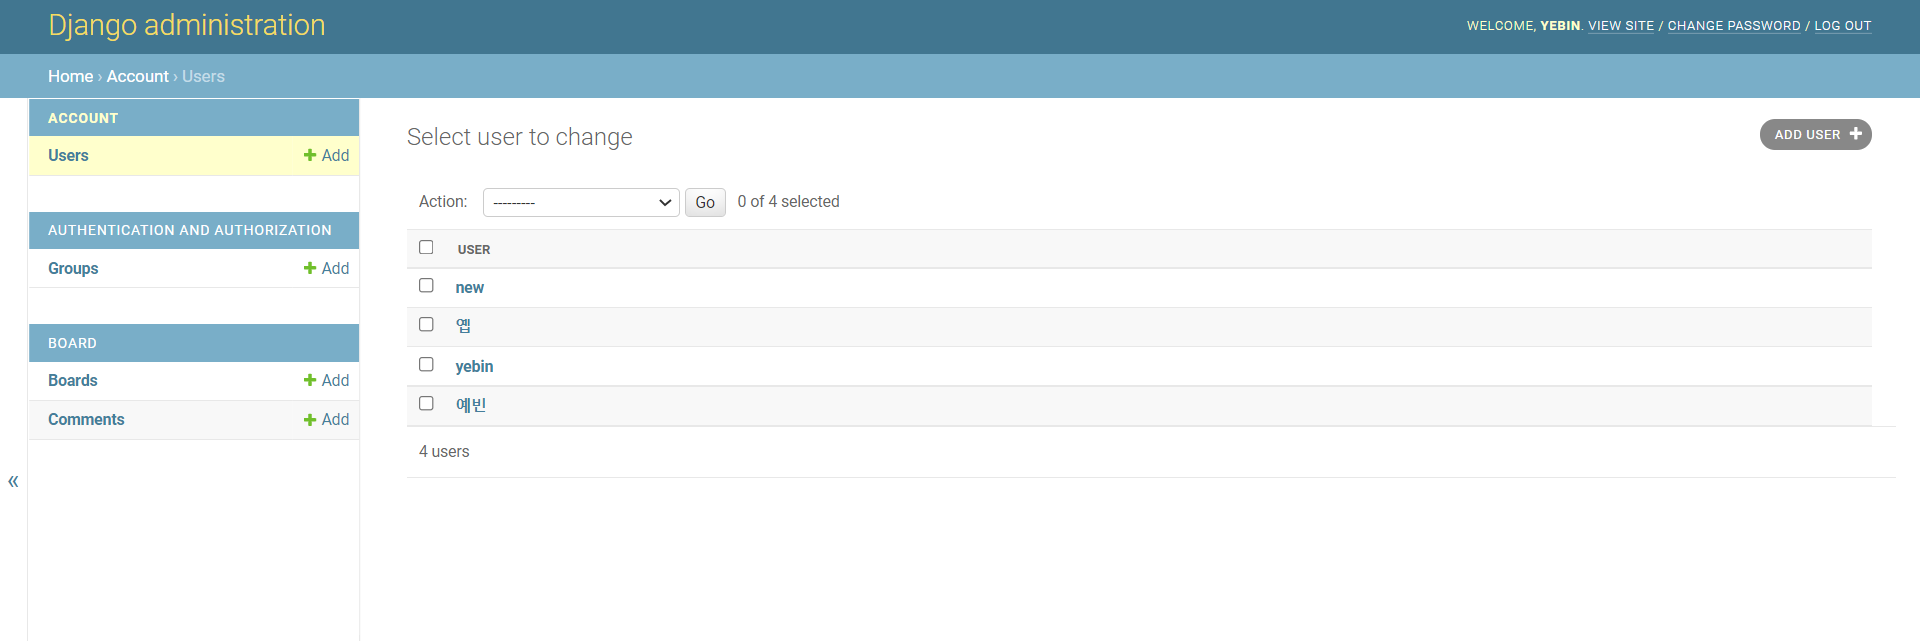 Django administration
WELCOME, YEBIN. VIEW SITE / CHANGE PASSWORD / LOG OUT
Home › Account › Users
ACCOUNT
Users
Add
AUTHENTICATION AND AUTHORIZATION
Groups
Add
BOARD
Boards
Add
Comments
Add
«
Select user to change
ADD USER
Action: --------- Go 0 of 4 selected
USER
new
옙
yebin
예빈
4 users